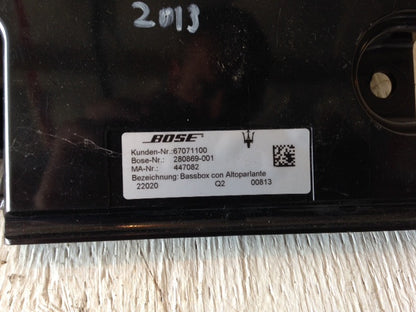 2013
BOSE
Kunden-Nr.:67071100
Bose-Nr.: 280869-001
MA-Nr.: 447082
Bezeichnung: Bassbox con Altoparlante
22020 Q2 00813